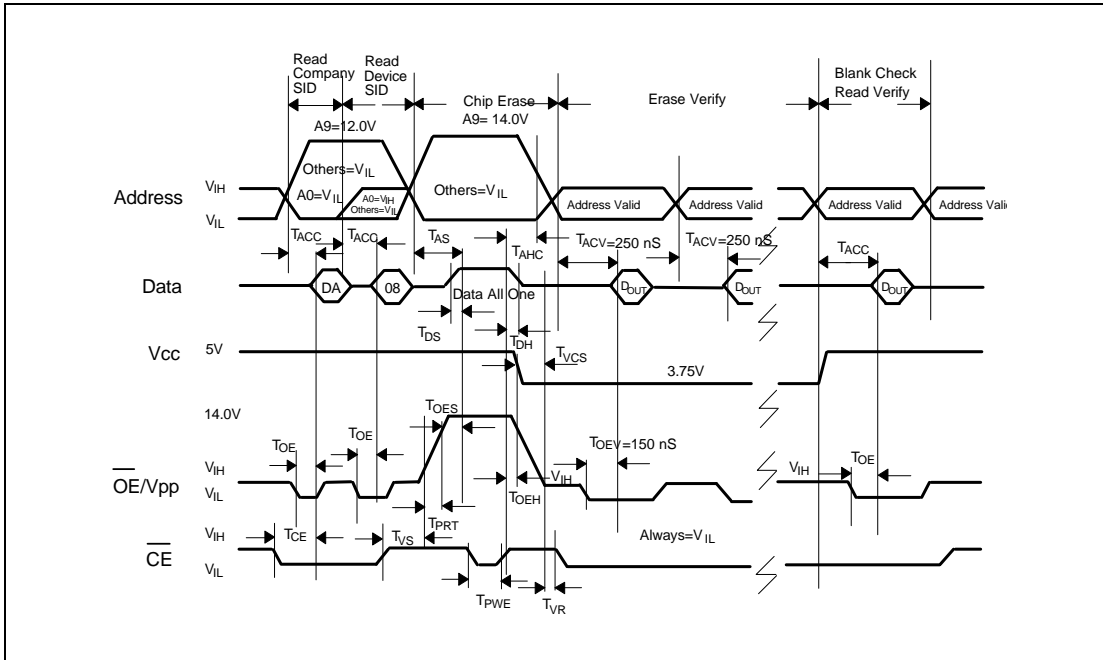 Read
Company
SID
Read
Device
SID
Chip Erase
Erase Verify
Blank Check
Read Verify
A9=12.0V
A9= 14.0V
Others=VIL
Others=VIL
Address
VIH
VIL
A0=VIL
A0=VIH
Others=VIL
Address Valid
Address Valid
Address Valid
Address Vali
TACC
TACC
TAS
TAHC
TACV=250 nS
TACV=250 nS
TACC
Data
DA
08
Data All One
DOUT
DOUT
DOUT
TDS
TDH
Vcc
5V
TVCS
3.75V
14.0V
TOES
TOE
TOE
TOEV=150 nS
TOE
OE/Vpp
VIH
VIL
VIH
VIH
TOEH
TPRT
CE
VIH
VIL
TCE
TVS
Always=VIL
TPWE
TVR